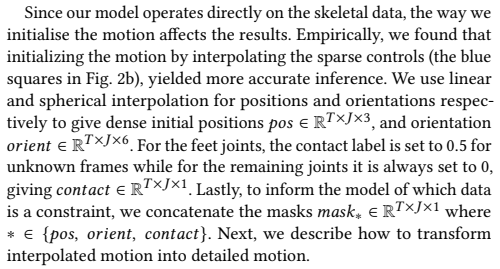 Since our model operates directly on the skeletal data, the way we
initialise the motion affects the results. Empirically, we found that
initializing the motion by interpolating the sparse controls (the blue
squares in Fig. 2b), yielded more accurate inference. We use linear
and spherical interpolation for positions and orientations respec-
tively to give dense initial positions pos ∈ ℝ^{T×J×3}, and orientation
orient ∈ ℝ^{T×J×6}. For the feet joints, the contact label is set to 0.5 for
unknown frames while for the remaining joints it is always set to 0,
giving contact ∈ ℝ^{T×J×1}. Lastly, to inform the model of which data
is a constraint, we concatenate the masks mask_* ∈ ℝ^{T×J×1} where
* ∈ {pos, orient, contact}. Next, we describe how to transform
interpolated motion into detailed motion.